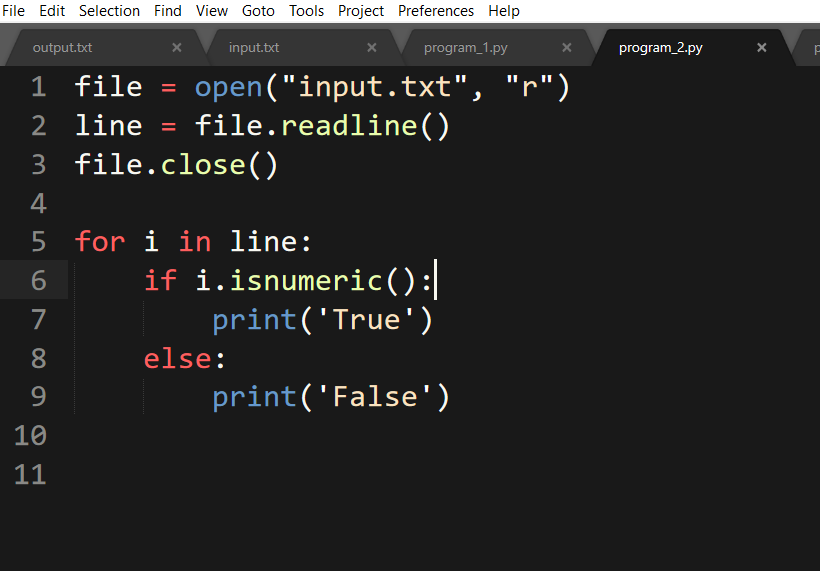 File Edit Selection Find View Goto Tools Project Preferences Help
output.txt × input.txt × program_1.py × program_2.py × p
1 file = open("input.txt", "r")
2 line = file.readline()
3 file.close()
4
5 for i in line:
6     if i.isnumeric():
7         print('True')
8     else:
9         print('False')
10
11